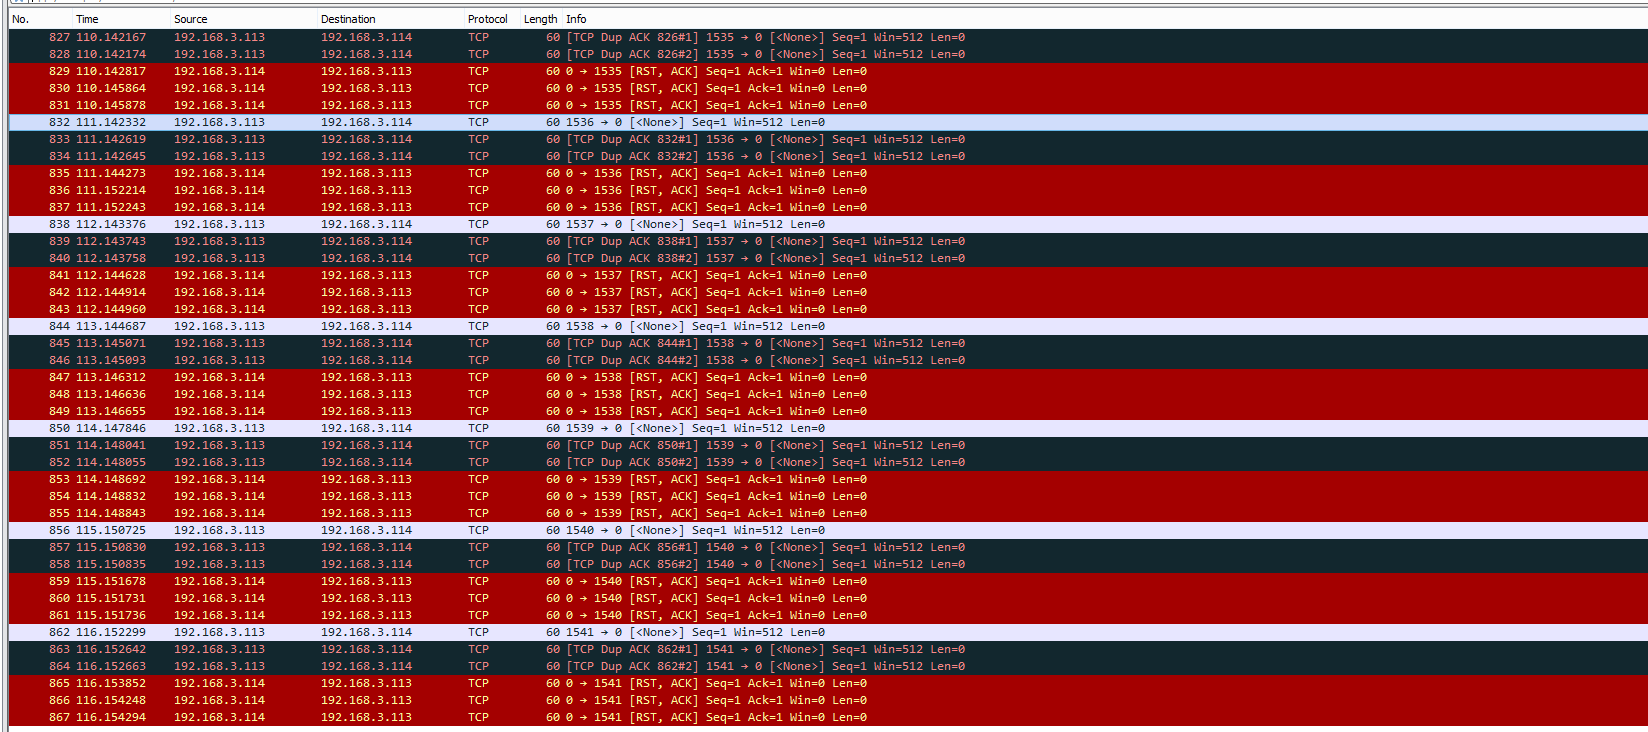 No. Time Source Destination Protocol Length Info
827 110.142167 192.168.3.113 192.168.3.114 TCP 60 [TCP Dup ACK 826#1] 1535 → 0 [<None>] Seq=1 Win=512 Len=0
828 110.142174 192.168.3.113 192.168.3.114 TCP 60 [TCP Dup ACK 826#2] 1535 → 0 [<None>] Seq=1 Win=512 Len=0
829 110.142817 192.168.3.114 192.168.3.113 TCP 60 0 → 1535 [RST, ACK] Seq=1 Ack=1 Win=0 Len=0
830 110.145864 192.168.3.114 192.168.3.113 TCP 60 0 → 1535 [RST, ACK] Seq=1 Ack=1 Win=0 Len=0
831 110.145878 192.168.3.114 192.168.3.113 TCP 60 0 → 1535 [RST, ACK] Seq=1 Ack=1 Win=0 Len=0
832 111.142332 192.168.3.113 192.168.3.114 TCP 60 1536 → 0 [<None>] Seq=1 Win=512 Len=0
833 111.142619 192.168.3.113 192.168.3.114 TCP 60 [TCP Dup ACK 832#1] 1536 → 0 [<None>] Seq=1 Win=512 Len=0
834 111.142645 192.168.3.113 192.168.3.114 TCP 60 [TCP Dup ACK 832#2] 1536 → 0 [<None>] Seq=1 Win=512 Len=0
835 111.144273 192.168.3.114 192.168.3.113 TCP 60 0 → 1536 [RST, ACK] Seq=1 Ack=1 Win=0 Len=0
836 111.152214 192.168.3.114 192.168.3.113 TCP 60 0 → 1536 [RST, ACK] Seq=1 Ack=1 Win=0 Len=0
837 111.152243 192.168.3.114 192.168.3.113 TCP 60 0 → 1536 [RST, ACK] Seq=1 Ack=1 Win=0 Len=0
838 112.143376 192.168.3.113 192.168.3.114 TCP 60 1537 → 0 [<None>] Seq=1 Win=512 Len=0
839 112.143743 192.168.3.113 192.168.3.114 TCP 60 [TCP Dup ACK 838#1] 1537 → 0 [<None>] Seq=1 Win=512 Len=0
840 112.143758 192.168.3.113 192.168.3.114 TCP 60 [TCP Dup ACK 838#2] 1537 → 0 [<None>] Seq=1 Win=512 Len=0
841 112.144628 192.168.3.114 192.168.3.113 TCP 60 0 → 1537 [RST, ACK] Seq=1 Ack=1 Win=0 Len=0
842 112.144914 192.168.3.114 192.168.3.113 TCP 60 0 → 1537 [RST, ACK] Seq=1 Ack=1 Win=0 Len=0
843 112.144960 192.168.3.114 192.168.3.113 TCP 60 0 → 1537 [RST, ACK] Seq=1 Ack=1 Win=0 Len=0
844 113.144687 192.168.3.113 192.168.3.114 TCP 60 1538 → 0 [<None>] Seq=1 Win=512 Len=0
845 113.145071 192.168.3.113 192.168.3.114 TCP 60 [TCP Dup ACK 844#1] 1538 → 0 [<None>] Seq=1 Win=512 Len=0
846 113.145093 192.168.3.113 192.168.3.114 TCP 60 [TCP Dup ACK 844#2] 1538 → 0 [<None>] Seq=1 Win=512 Len=0
847 113.146312 192.168.3.114 192.168.3.113 TCP 60 0 → 1538 [RST, ACK] Seq=1 Ack=1 Win=0 Len=0
848 113.146636 192.168.3.114 192.168.3.113 TCP 60 0 → 1538 [RST, ACK] Seq=1 Ack=1 Win=0 Len=0
849 113.146655 192.168.3.114 192.168.3.113 TCP 60 0 → 1538 [RST, ACK] Seq=1 Ack=1 Win=0 Len=0
850 114.147846 192.168.3.113 192.168.3.114 TCP 60 1539 → 0 [<None>] Seq=1 Win=512 Len=0
851 114.148041 192.168.3.113 192.168.3.114 TCP 60 [TCP Dup ACK 850#1] 1539 → 0 [<None>] Seq=1 Win=512 Len=0
852 114.148055 192.168.3.113 192.168.3.114 TCP 60 [TCP Dup ACK 850#2] 1539 → 0 [<None>] Seq=1 Win=512 Len=0
853 114.148692 192.168.3.114 192.168.3.113 TCP 60 0 → 1539 [RST, ACK] Seq=1 Ack=1 Win=0 Len=0
854 114.148832 192.168.3.114 192.168.3.113 TCP 60 0 → 1539 [RST, ACK] Seq=1 Ack=1 Win=0 Len=0
855 114.148843 192.168.3.114 192.168.3.113 TCP 60 0 → 1539 [RST, ACK] Seq=1 Ack=1 Win=0 Len=0
856 115.150725 192.168.3.113 192.168.3.114 TCP 60 1540 → 0 [<None>] Seq=1 Win=512 Len=0
857 115.150830 192.168.3.113 192.168.3.114 TCP 60 [TCP Dup ACK 856#1] 1540 → 0 [<None>] Seq=1 Win=512 Len=0
858 115.150835 192.168.3.113 192.168.3.114 TCP 60 [TCP Dup ACK 856#2] 1540 → 0 [<None>] Seq=1 Win=512 Len=0
859 115.151678 192.168.3.114 192.168.3.113 TCP 60 0 → 1540 [RST, ACK] Seq=1 Ack=1 Win=0 Len=0
860 115.151731 192.168.3.114 192.168.3.113 TCP 60 0 → 1540 [RST, ACK] Seq=1 Ack=1 Win=0 Len=0
861 115.151736 192.168.3.114 192.168.3.113 TCP 60 0 → 1540 [RST, ACK] Seq=1 Ack=1 Win=0 Len=0
862 116.152299 192.168.3.113 192.168.3.114 TCP 60 1541 → 0 [<None>] Seq=1 Win=512 Len=0
863 116.152642 192.168.3.113 192.168.3.114 TCP 60 [TCP Dup ACK 862#1] 1541 → 0 [<None>] Seq=1 Win=512 Len=0
864 116.152663 192.168.3.113 192.168.3.114 TCP 60 [TCP Dup ACK 862#2] 1541 → 0 [<None>] Seq=1 Win=512 Len=0
865 116.153852 192.168.3.114 192.168.3.113 TCP 60 0 → 1541 [RST, ACK] Seq=1 Ack=1 Win=0 Len=0
866 116.154248 192.168.3.114 192.168.3.113 TCP 60 0 → 1541 [RST, ACK] Seq=1 Ack=1 Win=0 Len=0
867 116.154294 192.168.3.114 192.168.3.113 TCP 60 0 → 1541 [RST, ACK] Seq=1 Ack=1 Win=0 Len=0